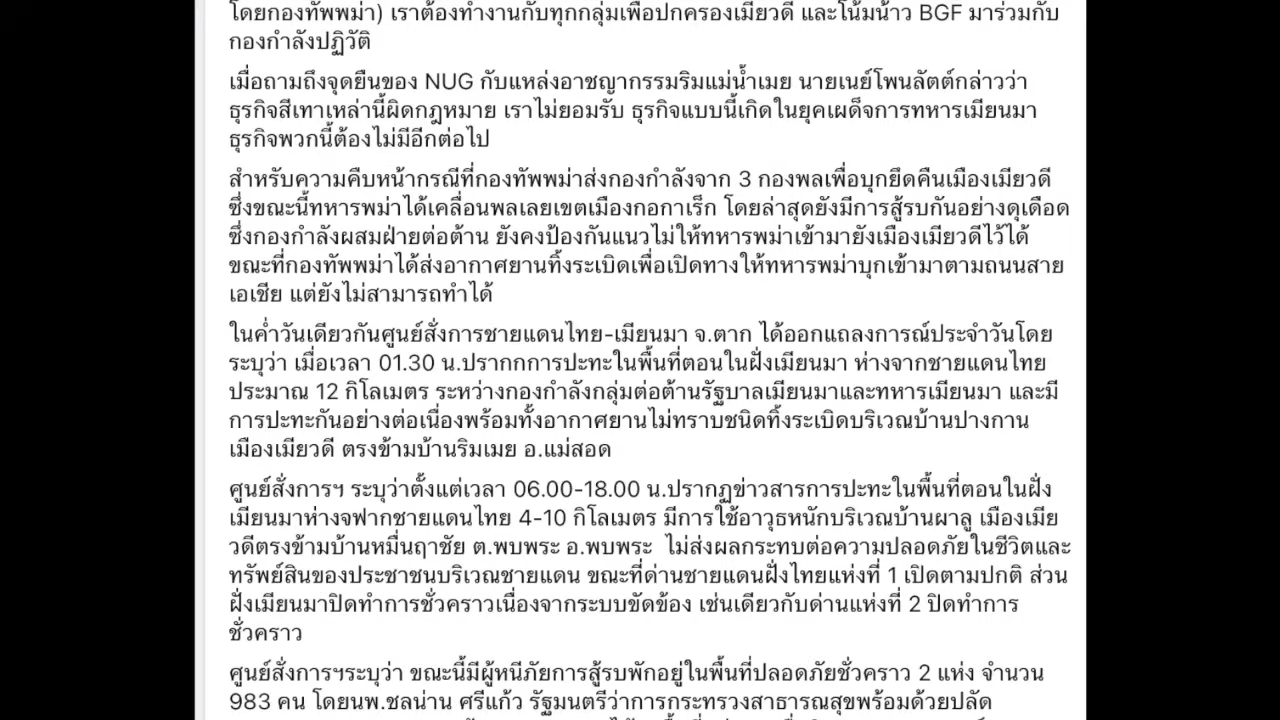 โดยกองทัพพม่า) เราต้องทำงานกับทุกกลุ่มเพื่อปกครองเมียวดี และโน้มน้าว BGF มาร่วมกับ
กองกำลังปฏิวัติ
เมื่อถามถึงจุดยืนของ NUG กับแหล่งอาชญากรรมริมแม่น้ำเมย นายเนย์โพนลัตต์กล่าวว่า
ธุรกิจสีเทาเหล่านี้ผิดกฎหมาย เราไม่ยอมรับ ธุรกิจแบบนี้เกิดในยุคเผด็จการทหารเมียนมา
ธุรกิจพวกนี้ต้องไม่มีอีกต่อไป
สำหรับความคืบหน้ากรณีที่กองทัพพม่าส่งกองกำลังจาก 3 กองพลเพื่อบุกยึดคืนเมืองเมียวดี
ซึ่งขณะนี้ทหารพม่าได้เคลื่อนพลเลยเขตเมืองกอกาเร็ก โดยล่าสุดยังมีการสู้รบกันอย่างดุเดือด
ซึ่งกองกำลังผสมฝ่ายต่อต้าน ยังคงป้องกันแนวไม่ให้ทหารพม่าเข้ามายังเมืองเมียวดีไว้ได้
ขณะที่กองทัพพม่าได้ส่งอากาศยานทิ้งระเบิดเพื่อเปิดทางให้ทหารพม่าบุกเข้ามาตามถนนสาย
เอเชีย แต่ยังไม่สามารถทำได้
ในค่ำวันเดียวกันศูนย์สั่งการชายแดนไทย-เมียนมา จ.ตาก ได้ออกแถลงการณ์ประจำวันโดย
ระบุว่า เมื่อเวลา 01.30 น.ปรากกการปะทะในพื้นที่ตอนในฝั่งเมียนมา ห่างจากชายแดนไทย
ประมาณ 12 กิโลเมตร ระหว่างกองกำลังกลุ่มต่อต้านรัฐบาลเมียนมาและทหารเมียนมา และมี
การปะทะกันอย่างต่อเนื่องพร้อมทั้งอากาศยานไม่ทราบชนิดทิ้งระเบิดบริเวณบ้านปางกาน
เมืองเมียวดี ตรงข้ามบ้านริมเมย อ.แม่สอด
ศูนย์สั่งการฯ ระบุว่าตั้งแต่เวลา 06.00-18.00 น.ปรากฏข่าวสารการปะทะในพื้นที่ตอนในฝั่ง
เมียนมาห่างจฟากชายแดนไทย 4-10 กิโลเมตร มีการใช้อาวุธหนักบริเวณบ้านผาลู เมืองเมีย
วดีตรงข้ามบ้านหมื่นฤาชัย ต.พบพระ อ.พบพระ ไม่ส่งผลกระทบต่อความปลอดภัยในชีวิตและ
ทรัพย์สินของประชาชนบริเวณชายแดน ขณะที่ด่านชายแดนฝั่งไทยแห่งที่ 1 เปิดตามปกติ ส่วน
ฝั่งเมียนมาปิดทำการชั่วคราวเนื่องจากระบบขัดข้อง เช่นเดียวกับด่านแห่งที่ 2 ปิดทำการ
ชั่วคราว
ศูนย์สั่งการฯระบุว่า ขณะนี้มีผู้หนีภัยการสู้รบพักอยู่ในพื้นที่ปลอดภัยชั่วคราว 2 แห่ง จำนวน
983 คน โดยนพ.ชลน่าน ศรีแก้ว รัฐมนตรีว่าการกระทรวงสาธารณสุขพร้อมด้วยปลัด